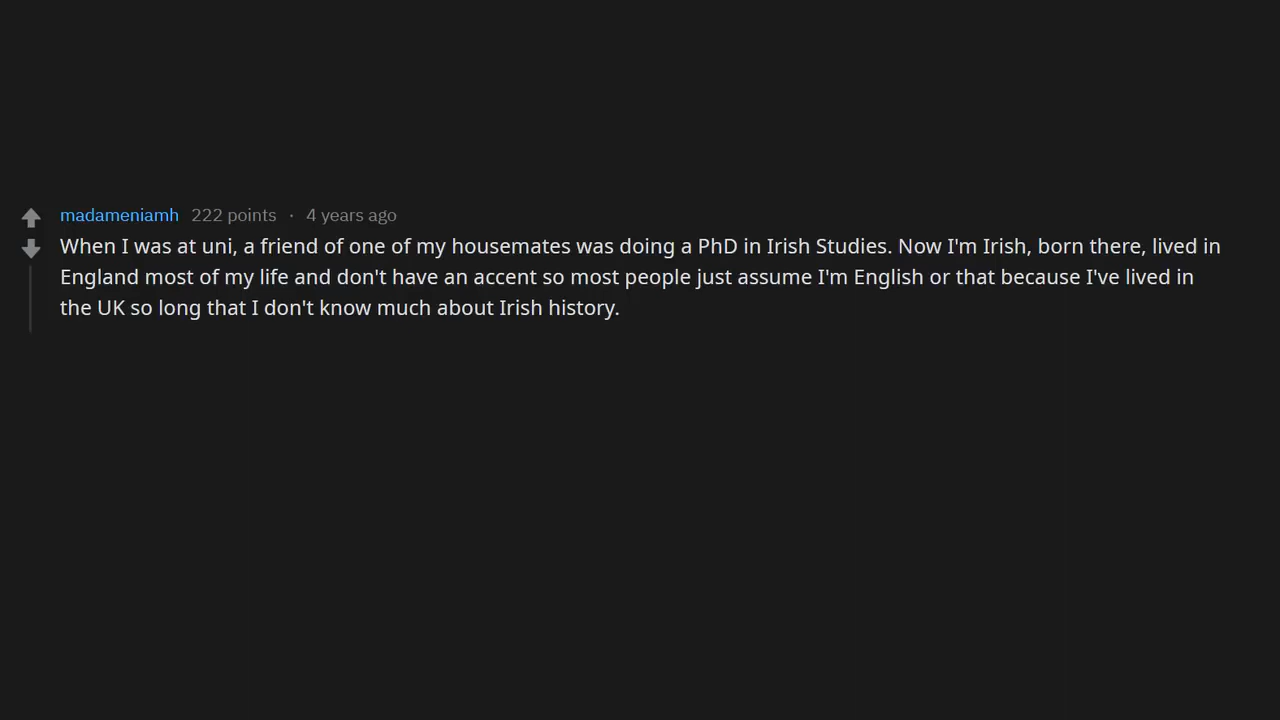 madameniamh 222 points · 4 years ago
When I was at uni, a friend of one of my housemates was doing a PhD in Irish Studies. Now I'm Irish, born there, lived in
England most of my life and don't have an accent so most people just assume I'm English or that because I've lived in
the UK so long that I don't know much about Irish history.